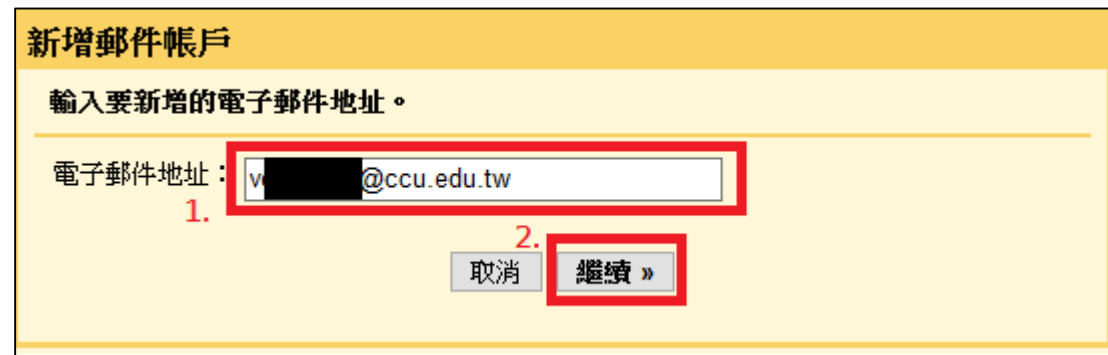 新增郵件帳戶
輸入要新增的電子郵件地址。
電子郵件地址： @ccu.edu.tw
1.
2.
取消 繼續 »